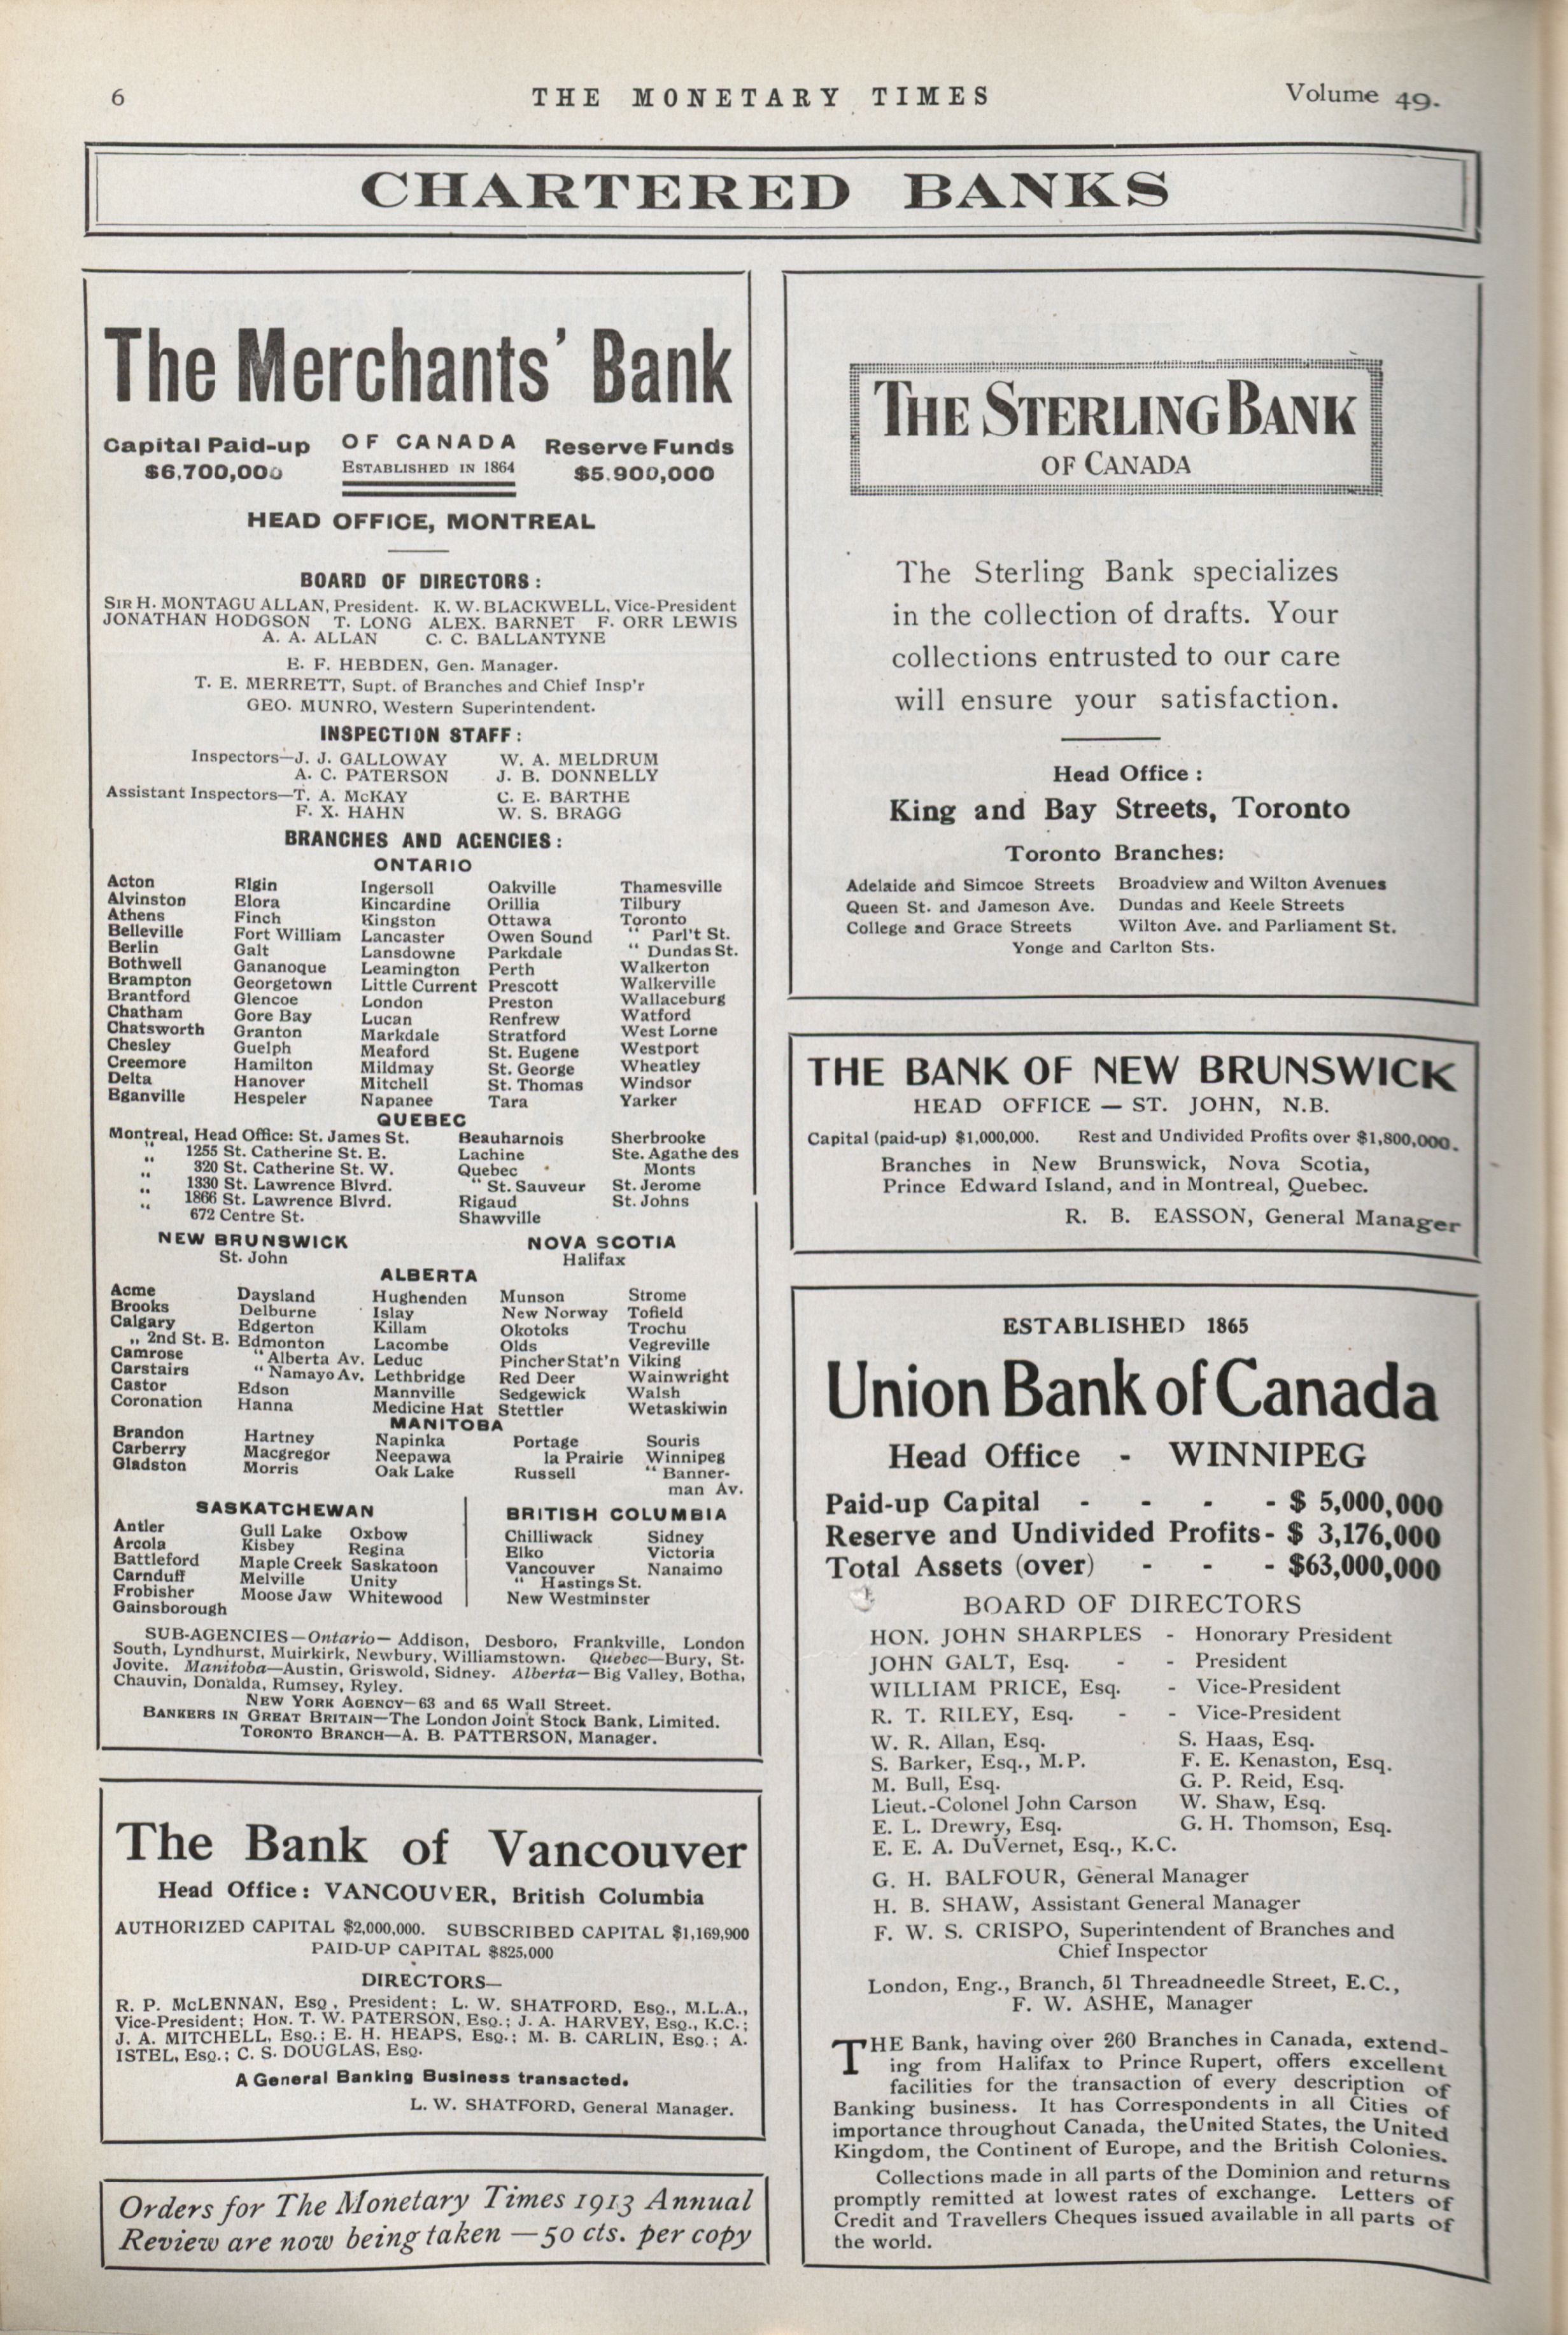 6
THE MONETARY TIMES
Volume 49.
CHARTERED BANKS
The Merchants' Bank
Capital Paid-up OF CANADA Reserve Funds
$6,700,000 ESTABLISHED IN 1864 $5,900,000
HEAD OFFICE, MONTREAL
BOARD OF DIRECTORS:
SIR H. MONTAGU ALLAN, President. K. W. BLACKWELL, Vice-President
JONATHAN HODGSON T. LONG ALEX. BARNET F. ORR LEWIS
A. A. ALLAN C. C. BALLANTYNE
E. F. HEBDEN, Gen. Manager.
T. E. MERRETT, Supt. of Branches and Chief Insp'r
GEO. MUNRO, Western Superintendent.
INSPECTION STAFF:
Inspectors—J. J. GALLOWAY W. A. MELDRUM
A. C. PATERSON J. B. DONNELLY
Assistant Inspectors—T. A. McKAY C. E. BARTHE
F. X. HAHN W. S. BRAGG
BRANCHES AND AGENCIES:
ONTARIO
Acton Elgin Ingersoll Oakville Thamesville
Alvinston Elora Kincardine Orillia Tilbury
Athens Finch Kingston Ottawa Toronto
Belleville Fort William Lancaster Owen Sound " Parl't St.
Berlin Galt Lansdowne Parkdale " Dundas St.
Bothwell Gananoque Leamington Perth Walkerton
Brampton Georgetown Little Current Prescott Walkerville
Brantford Glencoe London Preston Wallaceburg
Chatham Gore Bay Lucan Renfrew Watford
Chatsworth Granton Markdale Stratford West Lorne
Chesley Guelph Meaford St. Eugene Westport
Creemore Hamilton Mildmay St. George Wheatley
Delta Hanover Mitchell St. Thomas Windsor
Eganville Hespeler Napanee Tara Yarker
QUEBEC
Montreal, Head Office: St. James St. Beauharnois Sherbrooke
" 1255 St. Catherine St. E. Lachine Ste. Agathe des
" 320 St. Catherine St. W. Quebec Monts
" 1330 St. Lawrence Blvrd. " St. Sauveur St. Jerome
" 1866 St. Lawrence Blvrd. Rigaud St. Johns
672 Centre St. Shawville
NEW BRUNSWICK NOVA SCOTIA
St. John Halifax
ALBERTA
Acme Daysland Hughenden Munson Strome
Brooks Delburne Islay New Norway Tofield
Calgary Edgerton Killam Okotoks Trochu
„ 2nd St. E. Edmonton Lacombe Olds Vegreville
Camrose " Alberta Av. Leduc Pincher Stat'n Viking
Carstairs " Namayo Av. Lethbridge Red Deer Wainwright
Castor Edson Mannville Sedgewick Walsh
Coronation Hanna Medicine Hat Stettler Wetaskiwin
MANITOBA
Brandon Hartney Napinka Portage Souris
Carberry Macgregor Neepawa la Prairie Winnipeg
Gladston Morris Oak Lake Russell " Banner-
man Av.
SASKATCHEWAN
Antler Gull Lake Oxbow
Arcola Kisbey Regina
Battleford Maple Creek Saskatoon
Carnduff Melville Unity
Frobisher Moose Jaw Whitewood
Gainsborough
BRITISH COLUMBIA
Chilliwack Sidney
Elko Victoria
Vancouver Nanaimo
" Hastings St.
New Westminster
SUB-AGENCIES—Ontario—Addison, Desboro, Frankville, London
South, Lyndhurst, Muirkirk, Newbury, Williamstown. Quebec—Bury, St.
Jovite. Manitoba—Austin, Griswold, Sidney. Alberta—Big Valley, Botha,
Chauvin, Donalda, Rumsey, Ryley.
NEW YORK AGENCY—63 and 65 Wall Street.
BANKERS IN GREAT BRITAIN—The London Joint Stock Bank, Limited.
TORONTO BRANCH—A. B. PATTERSON, Manager.
The Bank of Vancouver
Head Office: VANCOUVER, British Columbia
AUTHORIZED CAPITAL $2,000,000. SUBSCRIBED CAPITAL $1,169,900
PAID-UP CAPITAL $825,000
DIRECTORS—
R. P. McLENNAN, Esq., President; L. W. SHATFORD, Esq., M.L.A.,
Vice-President; Hon. T. W. PATERSON, Esq.; J. A. HARVEY, Esq., K.C.;
J. A. MITCHELL, Esq.; E. H. HEAPS, Esq.; M. B. CARLIN, Esq.; A.
ISTEL, Esq.; C. S. DOUGLAS, Esq.
A General Banking Business transacted.
L. W. SHATFORD, General Manager.
Orders for The Monetary Times 1913 Annual
Review are now being taken — 50 cts. per copy
THE STERLING BANK
OF CANADA
The Sterling Bank specializes
in the collection of drafts. Your
collections entrusted to our care
will ensure your satisfaction.
Head Office:
King and Bay Streets, Toronto
Toronto Branches:
Adelaide and Simcoe Streets Broadview and Wilton Avenues
Queen St. and Jameson Ave. Dundas and Keele Streets
College and Grace Streets Wilton Ave. and Parliament St.
Yonge and Carlton Sts.
THE BANK OF NEW BRUNSWICK
HEAD OFFICE — ST. JOHN, N.B.
Capital (paid-up) $1,000,000. Rest and Undivided Profits over $1,800,000.
Branches in New Brunswick, Nova Scotia,
Prince Edward Island, and in Montreal, Quebec.
R. B. EASSON, General Manager
ESTABLISHED 1865
Union Bank of Canada
Head Office - WINNIPEG
Paid-up Capital - - - - $ 5,000,000
Reserve and Undivided Profits - $ 3,176,000
Total Assets (over) - - - $63,000,000
BOARD OF DIRECTORS
HON. JOHN SHARPLES - Honorary President
JOHN GALT, Esq. - - President
WILLIAM PRICE, Esq. - Vice-President
R. T. RILEY, Esq. - - Vice-President
W. R. Allan, Esq. S. Haas, Esq.
S. Barker, Esq., M.P. F. E. Kenaston, Esq.
M. Bull, Esq. G. P. Reid, Esq.
Lieut.-Colonel John Carson W. Shaw, Esq.
E. L. Drewry, Esq. G. H. Thomson, Esq.
E. E. A. DuVernet, Esq., K.C.
G. H. BALFOUR, General Manager
H. B. SHAW, Assistant General Manager
F. W. S. CRISPO, Superintendent of Branches and
Chief Inspector
London, Eng., Branch, 51 Threadneedle Street, E.C.,
F. W. ASHE, Manager
THE Bank, having over 260 Branches in Canada, extend-
ing from Halifax to Prince Rupert, offers excellent
facilities for the transaction of every description of
Banking business. It has Correspondents in all Cities of
importance throughout Canada, the United States, the United
Kingdom, the Continent of Europe, and the British Colonies.
Collections made in all parts of the Dominion and returns
promptly remitted at lowest rates of exchange. Letters of
Credit and Travellers Cheques issued available in all parts of
the world.